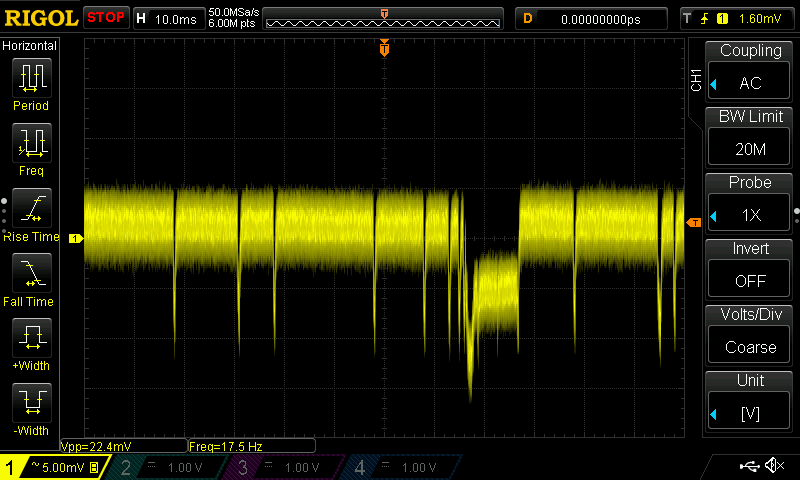 RIGOL STOP H 10.0ms 50.0MSa/s 6.00M pts T D 0.00000000ps T 1 1.60mV
Horizontal
Period
Freq
Rise Time
Fall Time
+Width
-Width
T
1
T
CH1
Coupling
AC
BW Limit
20M
Probe
1X
Invert
OFF
Volts/Div
Coarse
Unit
[V]
Vpp=22.4mV Freq=17.5 Hz
1 ~ 5.00mV B 2 1.00 V 3 1.00 V 4 1.00 V